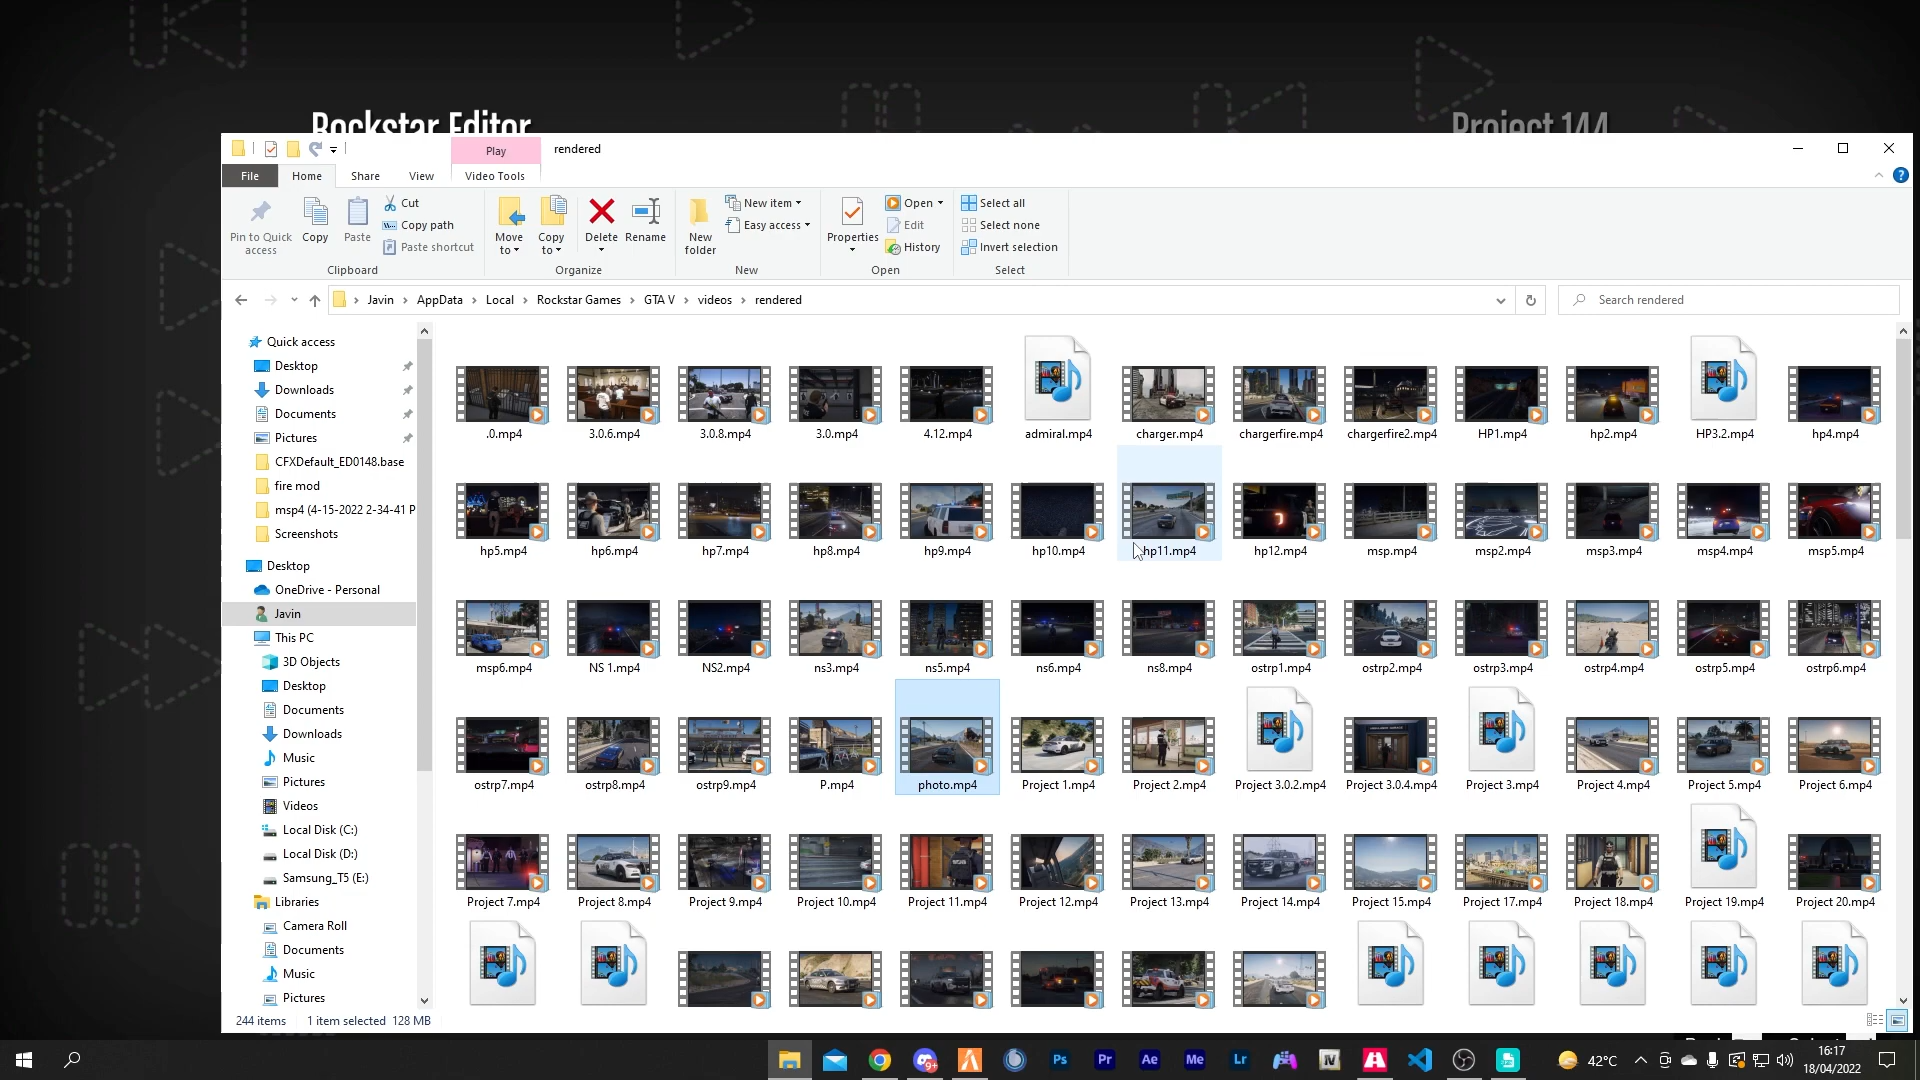 Rockstar Editor
Project 144
Play
rendered
File
Home
Share
View
Video Tools
Pin to Quick access
Copy
Paste
Cut
Copy path
Paste shortcut
Clipboard
Move to
Copy to
Delete
Rename
Organize
New folder
New item
Easy access
New
Properties
Open
Edit
History
Open
Select all
Select none
Invert selection
Select
Javin > AppData > Local > Rockstar Games > GTA V > videos > rendered
Search rendered
Quick access
Desktop
Downloads
Documents
Pictures
CFXDefault_ED0148.base
fire mod
msp4 (4-15-2022 2-34-41 P
Screenshots
Desktop
OneDrive - Personal
Javin
This PC
3D Objects
Desktop
Documents
Downloads
Music
Pictures
Videos
Local Disk (C:)
Local Disk (D:)
Samsung_T5 (E:)
Libraries
Camera Roll
Documents
Music
Pictures
.0.mp4 3.0.6.mp4 3.0.8.mp4 3.0.mp4 4.12.mp4 admiral.mp4 charger.mp4 chargerfire.mp4 chargerfire2.mp4 HP1.mp4 hp2.mp4 HP3.2.mp4 hp4.mp4
hp5.mp4 hp6.mp4 hp7.mp4 hp8.mp4 hp9.mp4 hp10.mp4 hp11.mp4 hp12.mp4 msp.mp4 msp2.mp4 msp3.mp4 msp4.mp4 msp5.mp4
msp6.mp4 NS 1.mp4 NS2.mp4 ns3.mp4 ns5.mp4 ns6.mp4 ns8.mp4 ostrp1.mp4 ostrp2.mp4 ostrp3.mp4 ostrp4.mp4 ostrp5.mp4 ostrp6.mp4
ostrp7.mp4 ostrp8.mp4 ostrp9.mp4 P.mp4 photo.mp4 Project 1.mp4 Project 2.mp4 Project 3.0.2.mp4 Project 3.0.4.mp4 Project 3.mp4 Project 4.mp4 Project 5.mp4 Project 6.mp4
Project 7.mp4 Project 8.mp4 Project 9.mp4 Project 10.mp4 Project 11.mp4 Project 12.mp4 Project 13.mp4 Project 14.mp4 Project 15.mp4 Project 17.mp4 Project 18.mp4 Project 19.mp4 Project 20.mp4
244 items 1 item selected 128 MB
9+ Ps Pr Ae Me Lr IV
42°C
16:17
18/04/2022